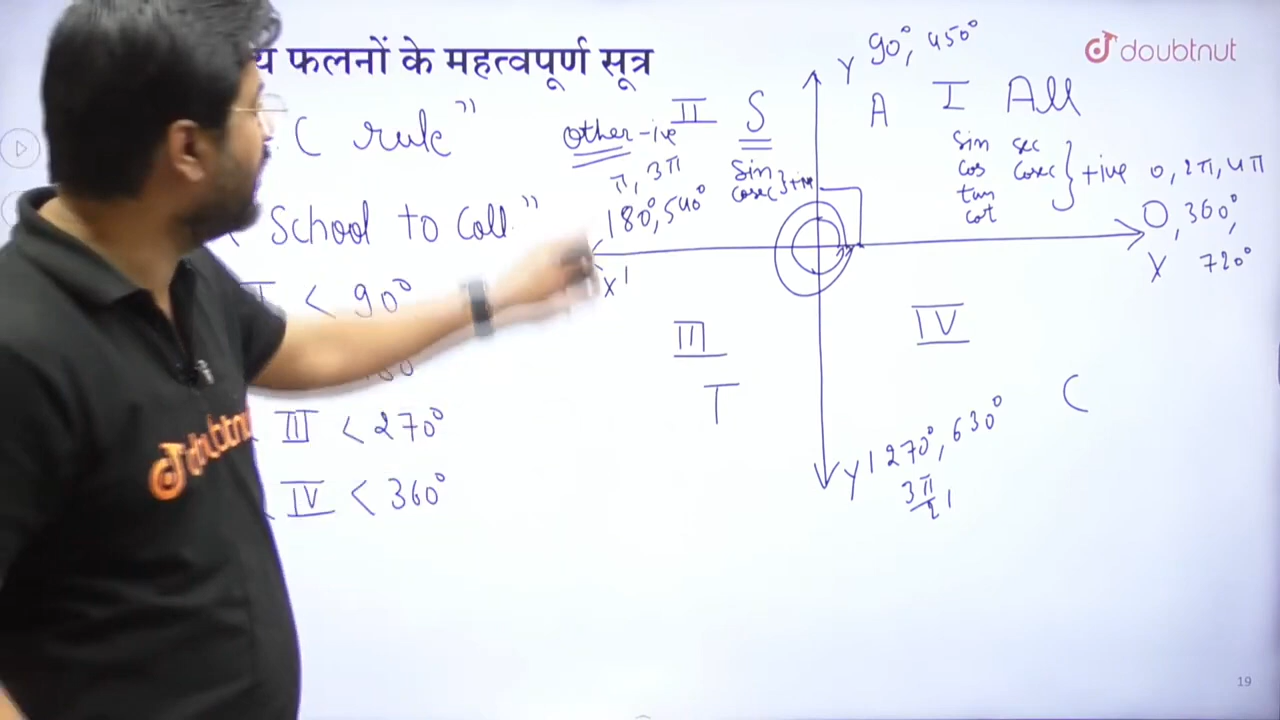 फलनों के महत्वपूर्ण सूत्र
C rule"
School to Coll."
< 90°
III < 270°
IV < 360°
other -ive
π, 3π
180°, 540°
X'
II S
sin
cosec } +ive
Y 90°, 450°
A I All
sin sec
cos cosec } +ive
tan
cot
0, 2π, 4π
0, 360°,
X 720°
III
T
IV
C
Y' 270°, 630°
3π/2
doubtnut
doubtnut
19